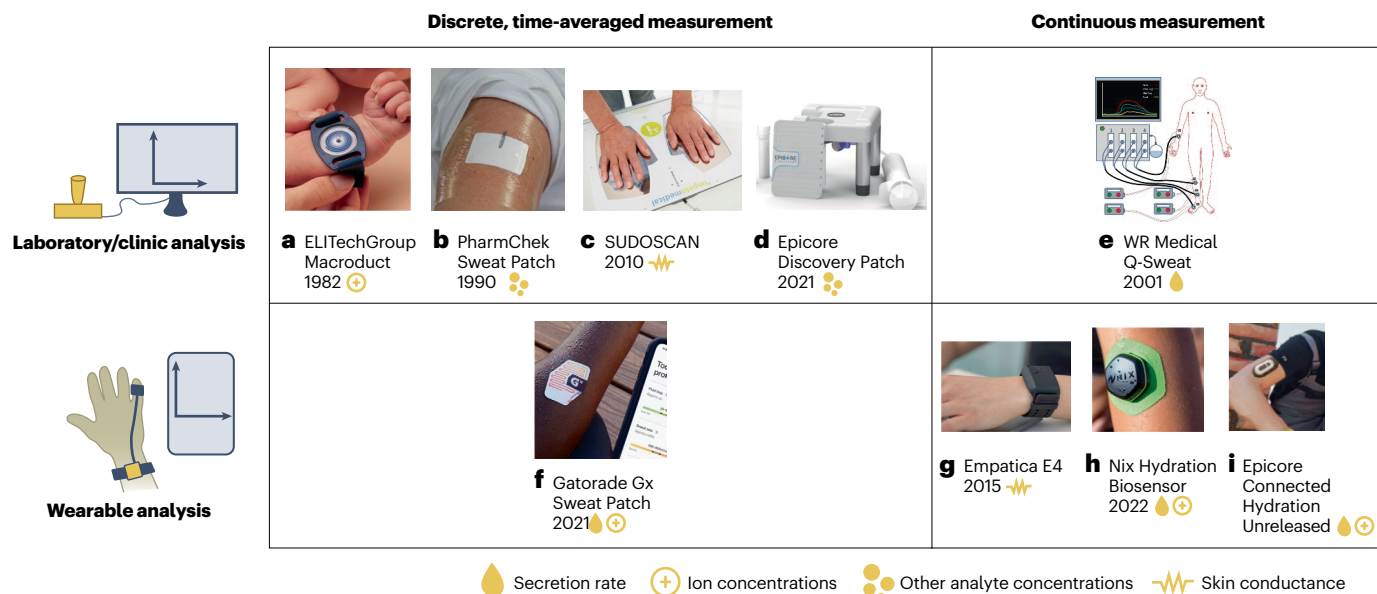 Discrete, time-averaged measurement
Continuous measurement
Laboratory/clinic analysis
a ELITechGroup
Macroduct
1982
b PharmChek
Sweat Patch
1990
c SUDOSCAN
2010
d Epicore
Discovery Patch
2021
e WR Medical
Q-Sweat
2001
Wearable analysis
f Gatorade Gx
Sweat Patch
2021
g Empatica E4
2015
h Nix Hydration
Biosensor
2022
i Epicore
Connected
Hydration
Unreleased
NIX
Secretion rate
Ion concentrations
Other analyte concentrations
Skin conductance